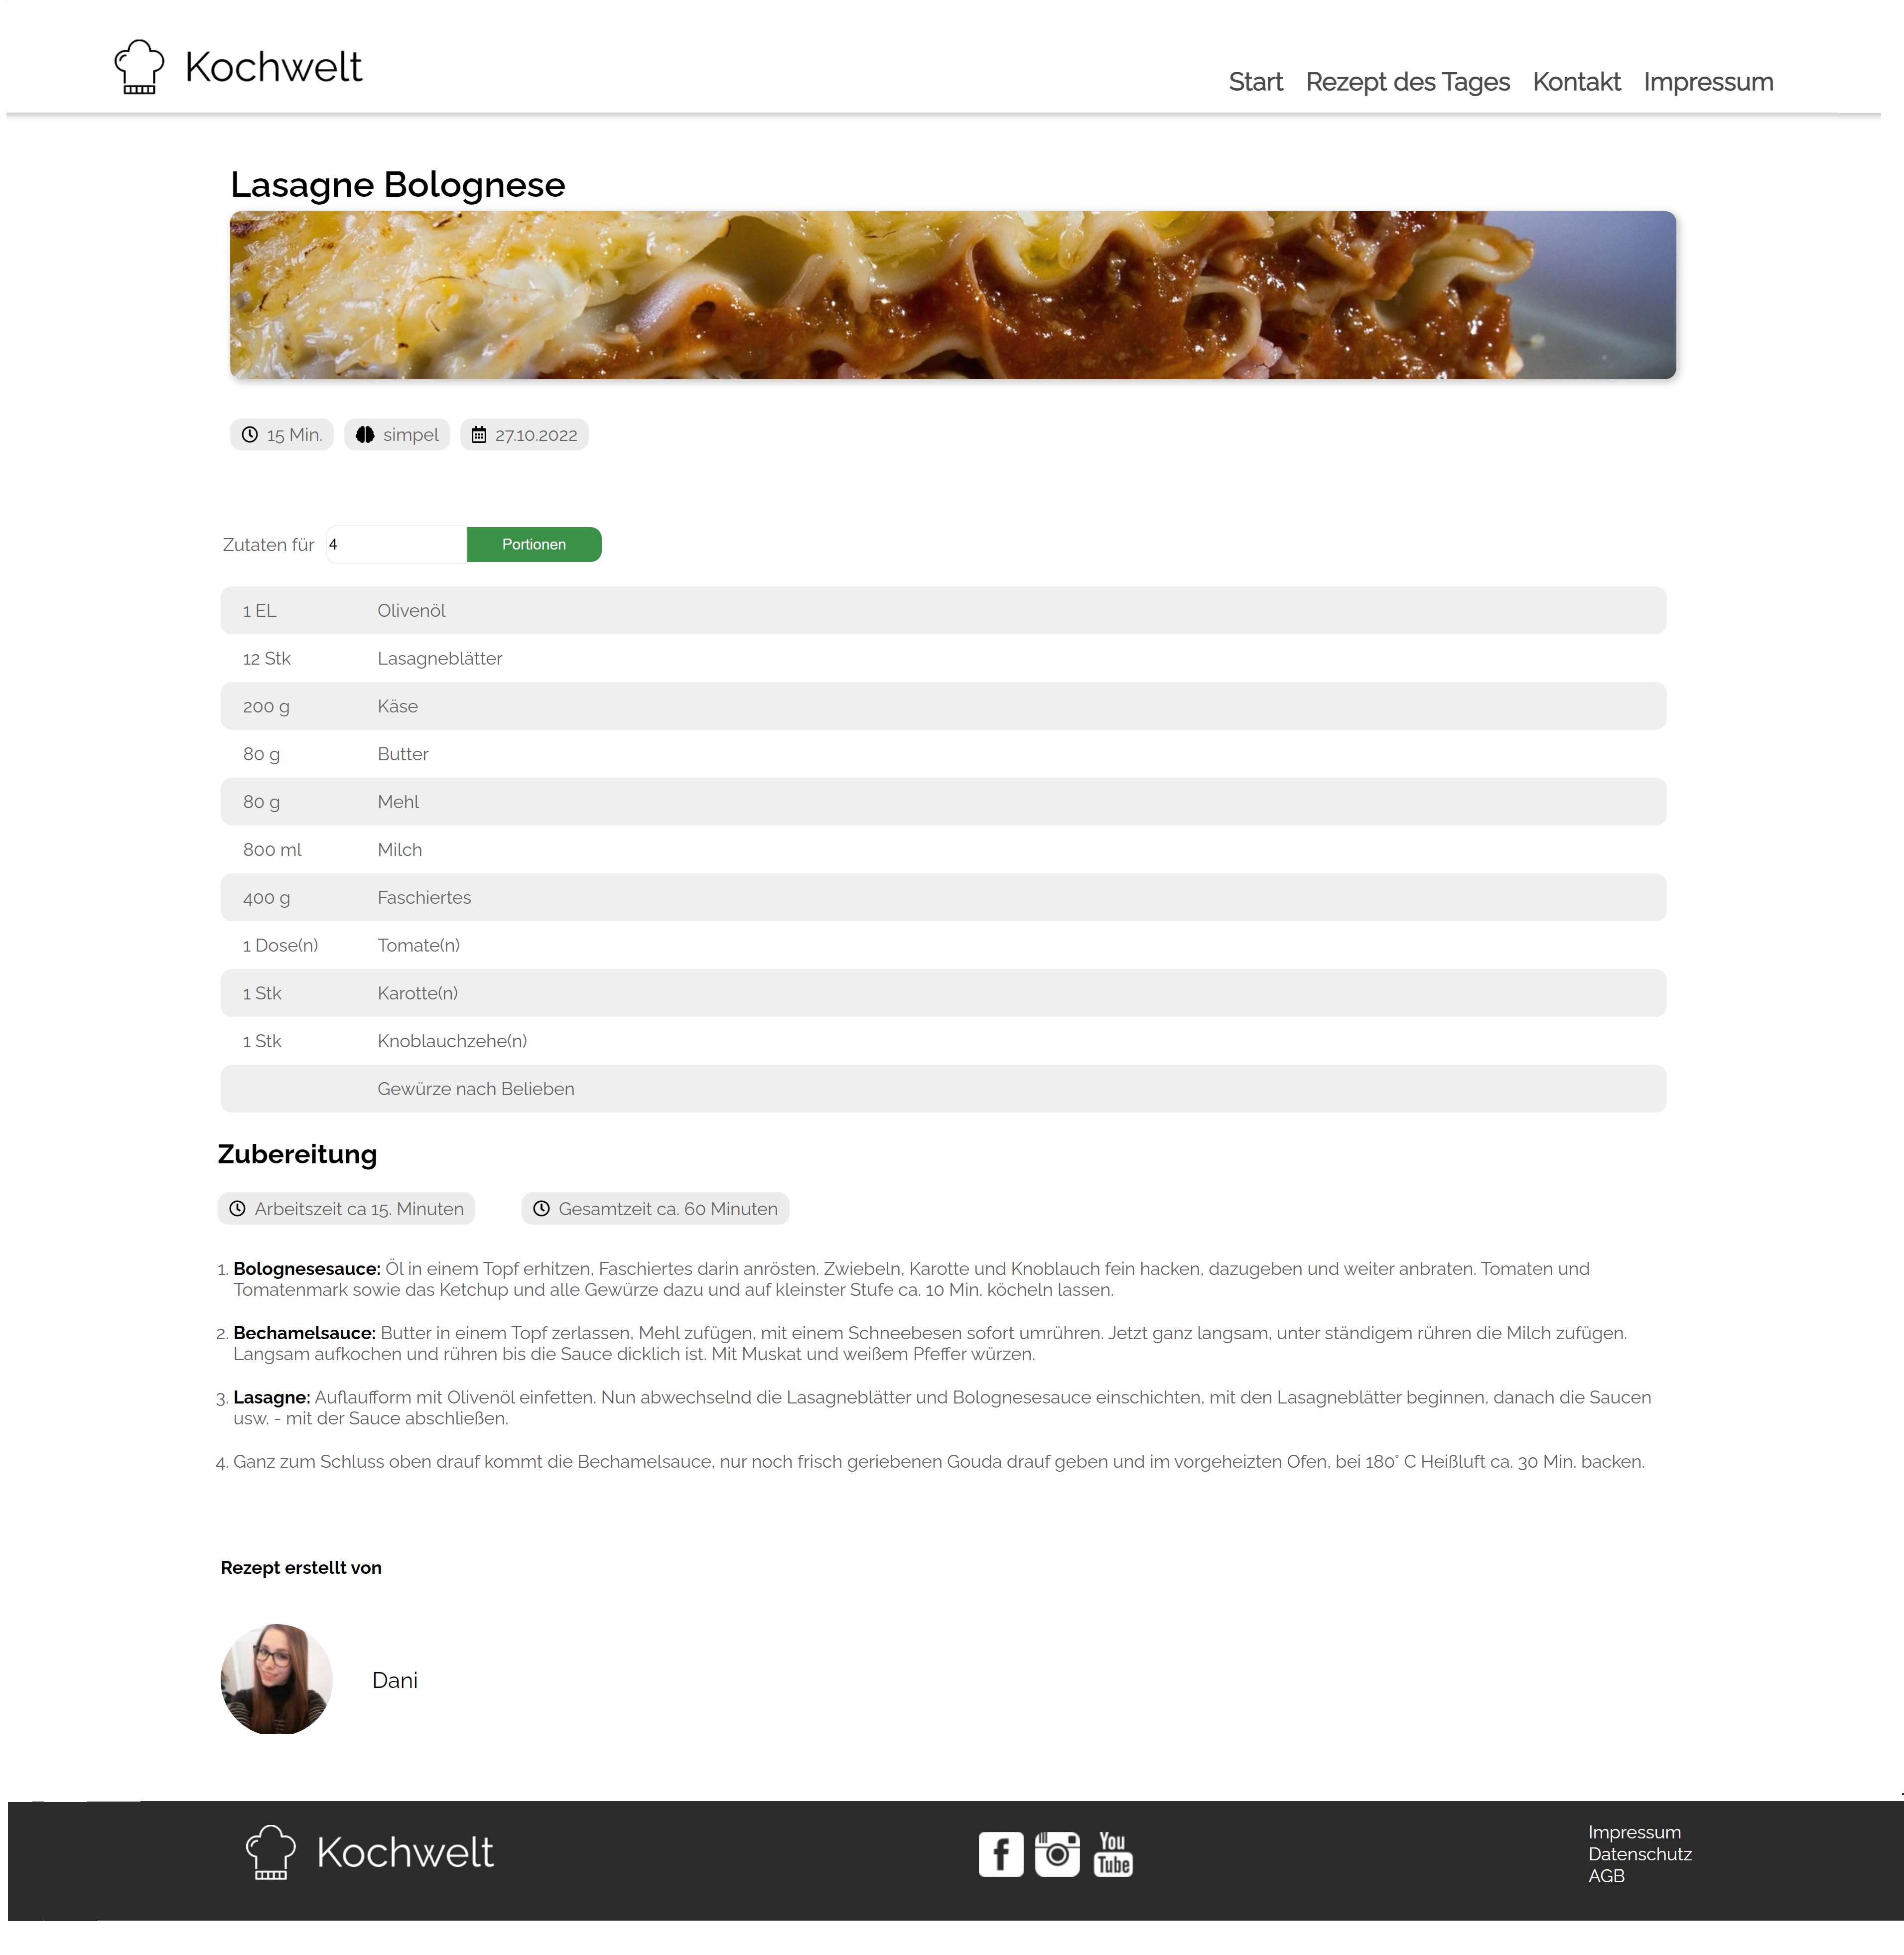 Kochwelt
Start Rezept des Tages Kontakt Impressum
Lasagne Bolognese
15 Min. simpel 27.10.2022
Zutaten für 4 Portionen
1 EL Olivenöl
12 Stk Lasagneblätter
200 g Käse
80 g Butter
80 g Mehl
800 ml Milch
400 g Faschiertes
1 Dose(n) Tomate(n)
1 Stk Karotte(n)
1 Stk Knoblauchzehe(n)
Gewürze nach Belieben
Zubereitung
Arbeitszeit ca 15. Minuten Gesamtzeit ca. 60 Minuten
1. Bolognesesauce: Öl in einem Topf erhitzen, Faschiertes darin anrösten. Zwiebeln, Karotte und Knoblauch fein hacken, dazugeben und weiter anbraten. Tomaten und
Tomatenmark sowie das Ketchup und alle Gewürze dazu und auf kleinster Stufe ca. 10 Min. köcheln lassen.
2. Bechamelsauce: Butter in einem Topf zerlassen, Mehl zufügen, mit einem Schneebesen sofort umrühren. Jetzt ganz langsam, unter ständigem rühren die Milch zufügen.
Langsam aufkochen und rühren bis die Sauce dicklich ist. Mit Muskat und weißem Pfeffer würzen.
3. Lasagne: Auflaufform mit Olivenöl einfetten. Nun abwechselnd die Lasagneblätter und Bolognesesauce einschichten, mit den Lasagneblätter beginnen, danach die Saucen
usw. - mit der Sauce abschließen.
4. Ganz zum Schluss oben drauf kommt die Bechamelsauce, nur noch frisch geriebenen Gouda drauf geben und im vorgeheizten Ofen, bei 180° C Heißluft ca. 30 Min. backen.
Rezept erstellt von
Dani
Kochwelt
f
You
Tube
Impressum
Datenschutz
AGB